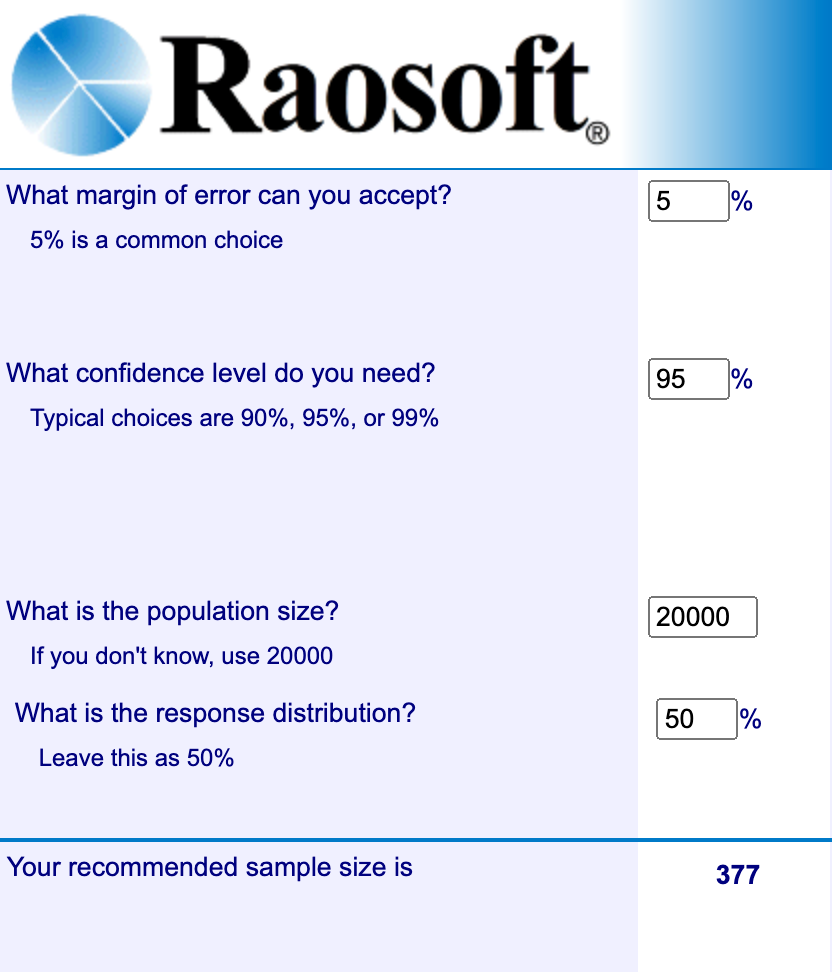 Raosoft®
What margin of error can you accept?
5% is a common choice
5 %
What confidence level do you need?
Typical choices are 90%, 95%, or 99%
95 %
What is the population size?
If you don't know, use 20000
20000
What is the response distribution?
Leave this as 50%
50 %
Your recommended sample size is
377